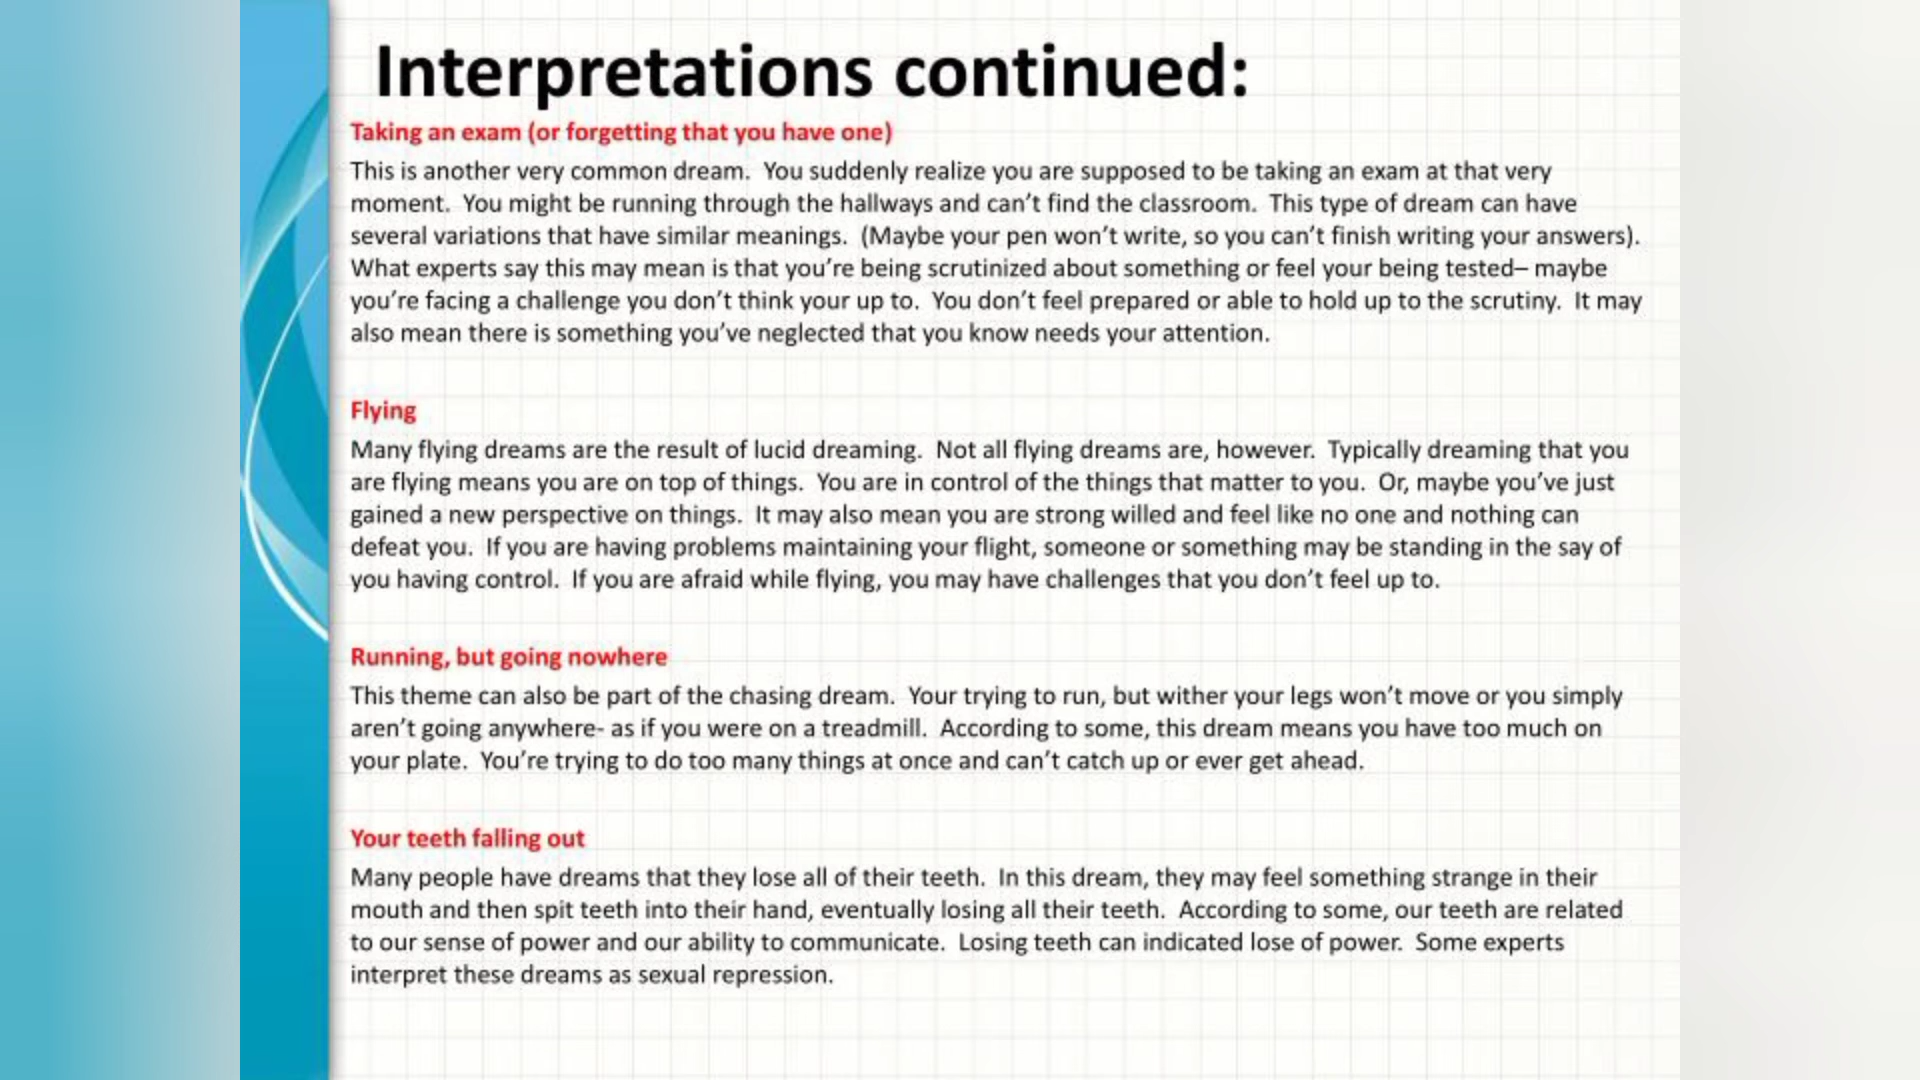 Interpretations continued:
Taking an exam (or forgetting that you have one)
This is another very common dream.  You suddenly realize you are supposed to be taking an exam at that very
moment.  You might be running through the hallways and can’t find the classroom.  This type of dream can have
several variations that have similar meanings.  (Maybe your pen won’t write, so you can’t finish writing your answers).
What experts say this may mean is that you’re being scrutinized about something or feel your being tested– maybe
you’re facing a challenge you don’t think your up to.  You don’t feel prepared or able to hold up to the scrutiny.  It may
also mean there is something you’ve neglected that you know needs your attention.
Flying
Many flying dreams are the result of lucid dreaming.  Not all flying dreams are, however.  Typically dreaming that you
are flying means you are on top of things.  You are in control of the things that matter to you.  Or, maybe you’ve just
gained a new perspective on things.  It may also mean you are strong willed and feel like no one and nothing can
defeat you.  If you are having problems maintaining your flight, someone or something may be standing in the say of
you having control.  If you are afraid while flying, you may have challenges that you don’t feel up to.
Running, but going nowhere
This theme can also be part of the chasing dream.  Your trying to run, but wither your legs won’t move or you simply
aren’t going anywhere- as if you were on a treadmill.  According to some, this dream means you have too much on
your plate.  You’re trying to do too many things at once and can’t catch up or ever get ahead.
Your teeth falling out
Many people have dreams that they lose all of their teeth.  In this dream, they may feel something strange in their
mouth and then spit teeth into their hand, eventually losing all their teeth.  According to some, our teeth are related
to our sense of power and our ability to communicate.  Losing teeth can indicated lose of power.  Some experts
interpret these dreams as sexual repression.